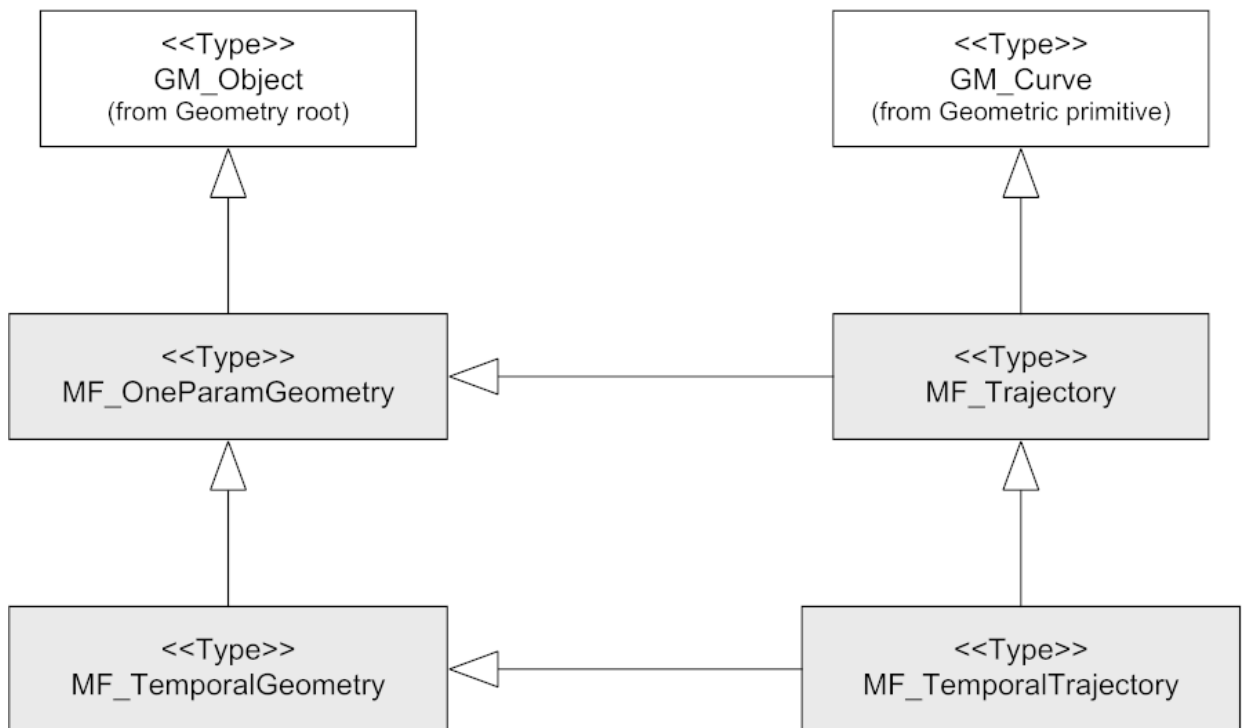 <<Type>>
GM_Object
(from Geometry root)
<<Type>>
GM_Curve
(from Geometric primitive)
<<Type>>
MF_OneParamGeometry
<<Type>>
MF_Trajectory
<<Type>>
MF_TemporalGeometry
<<Type>>
MF_TemporalTrajectory